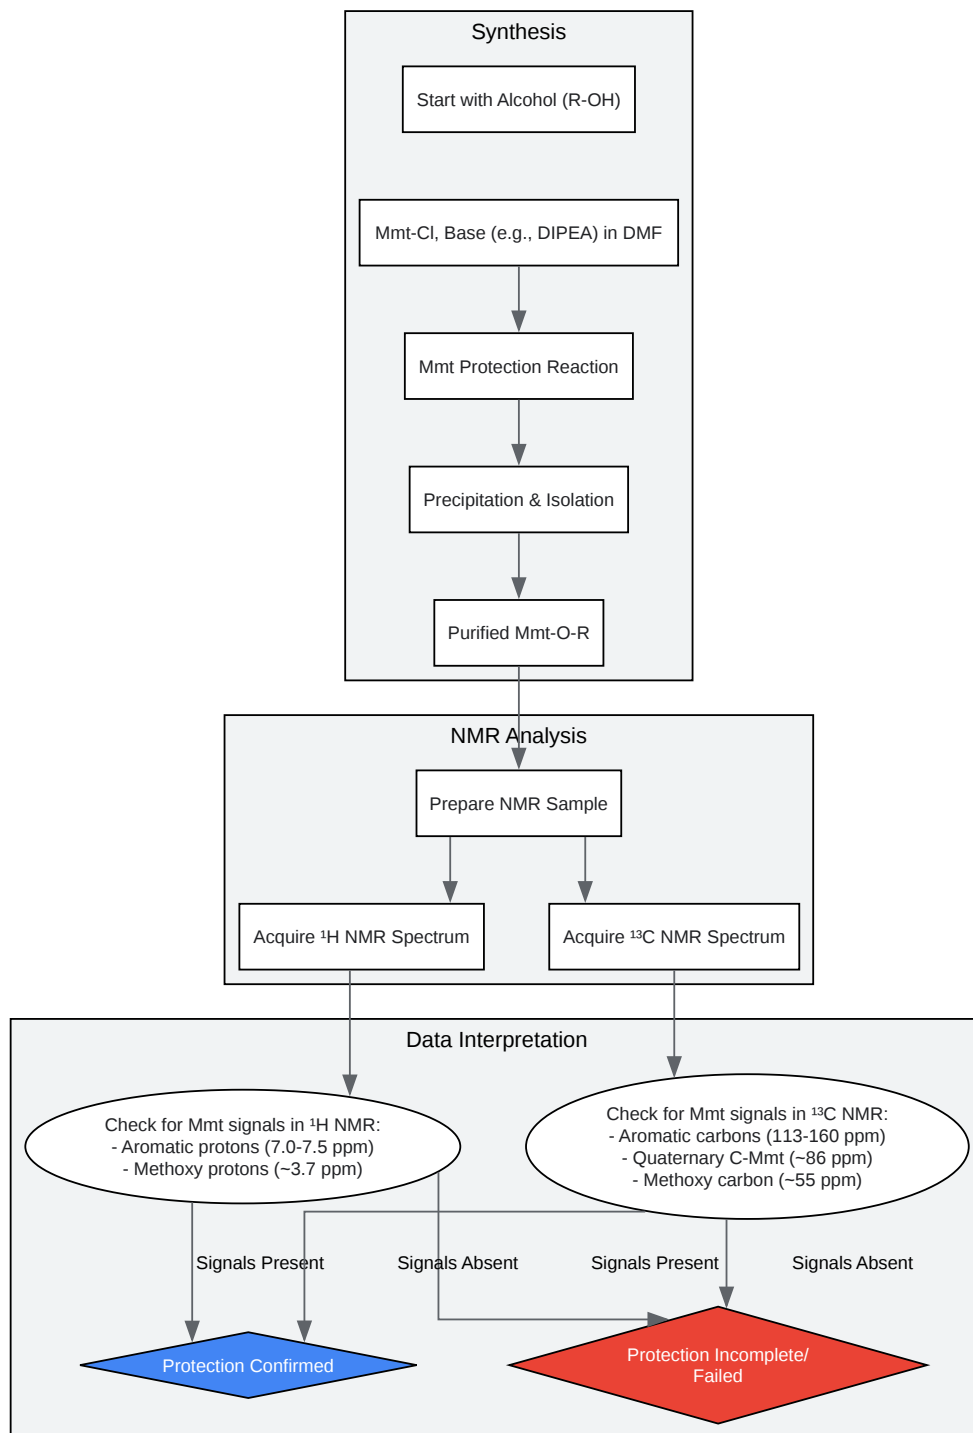 Synthesis
Start with Alcohol (R-OH)
Mmt-Cl, Base (e.g., DIPEA) in DMF
Mmt Protection Reaction
Precipitation & Isolation
Purified Mmt-O-R
NMR Analysis
Prepare NMR Sample
Acquire ¹H NMR Spectrum
Acquire ¹³C NMR Spectrum
Data Interpretation
Check for Mmt signals in ¹H NMR:
- Aromatic protons (7.0-7.5 ppm)
- Methoxy protons (~3.7 ppm)
Check for Mmt signals in ¹³C NMR:
- Aromatic carbons (113-160 ppm)
- Quaternary C-Mmt (~86 ppm)
- Methoxy carbon (~55 ppm)
Signals Present
Signals Absent
Signals Present
Signals Absent
Protection Confirmed
Protection Incomplete/
Failed